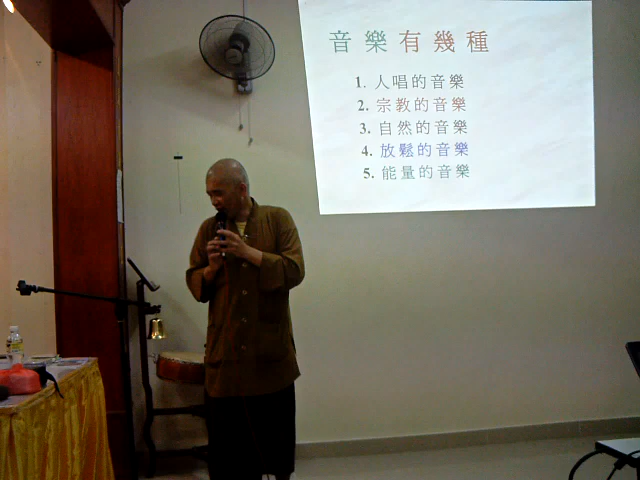 音樂有幾種
1. 人唱的音樂
2. 宗教的音樂
3. 自然的音樂
4. 放鬆的音樂
5. 能量的音樂